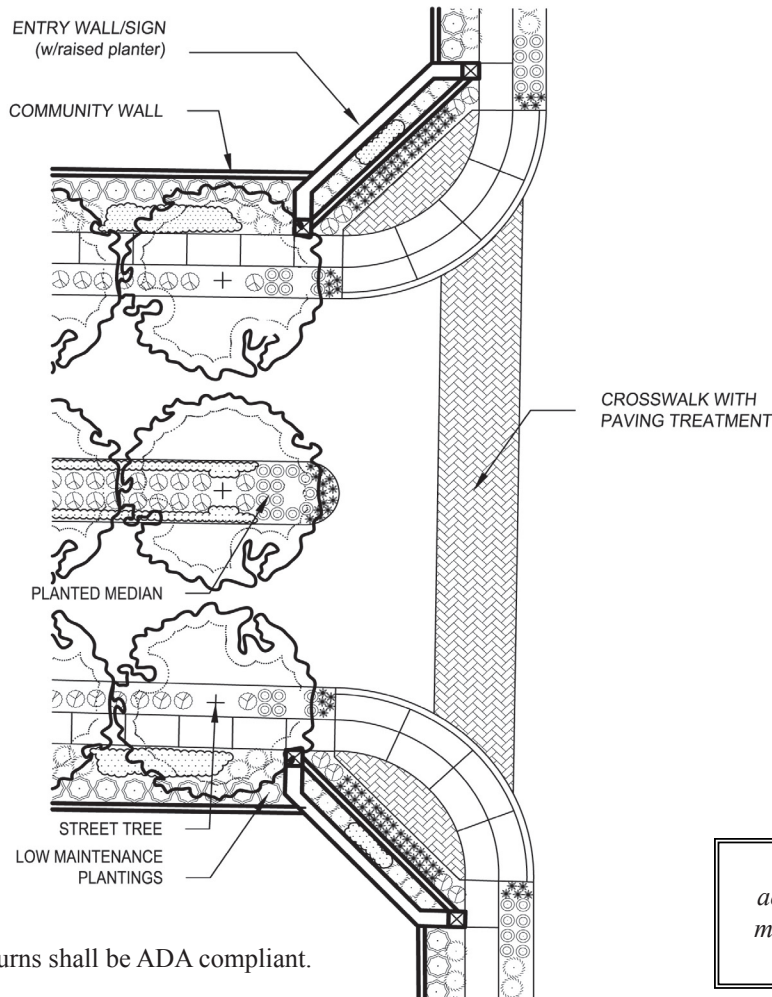 ENTRY WALL/SIGN
(w/raised planter)
COMMUNITY WALL
CROSSWALK WITH
PAVING TREATMENT
PLANTED MEDIAN
STREET TREE
LOW MAINTENANCE
PLANTINGS
shall be ADA compliant.